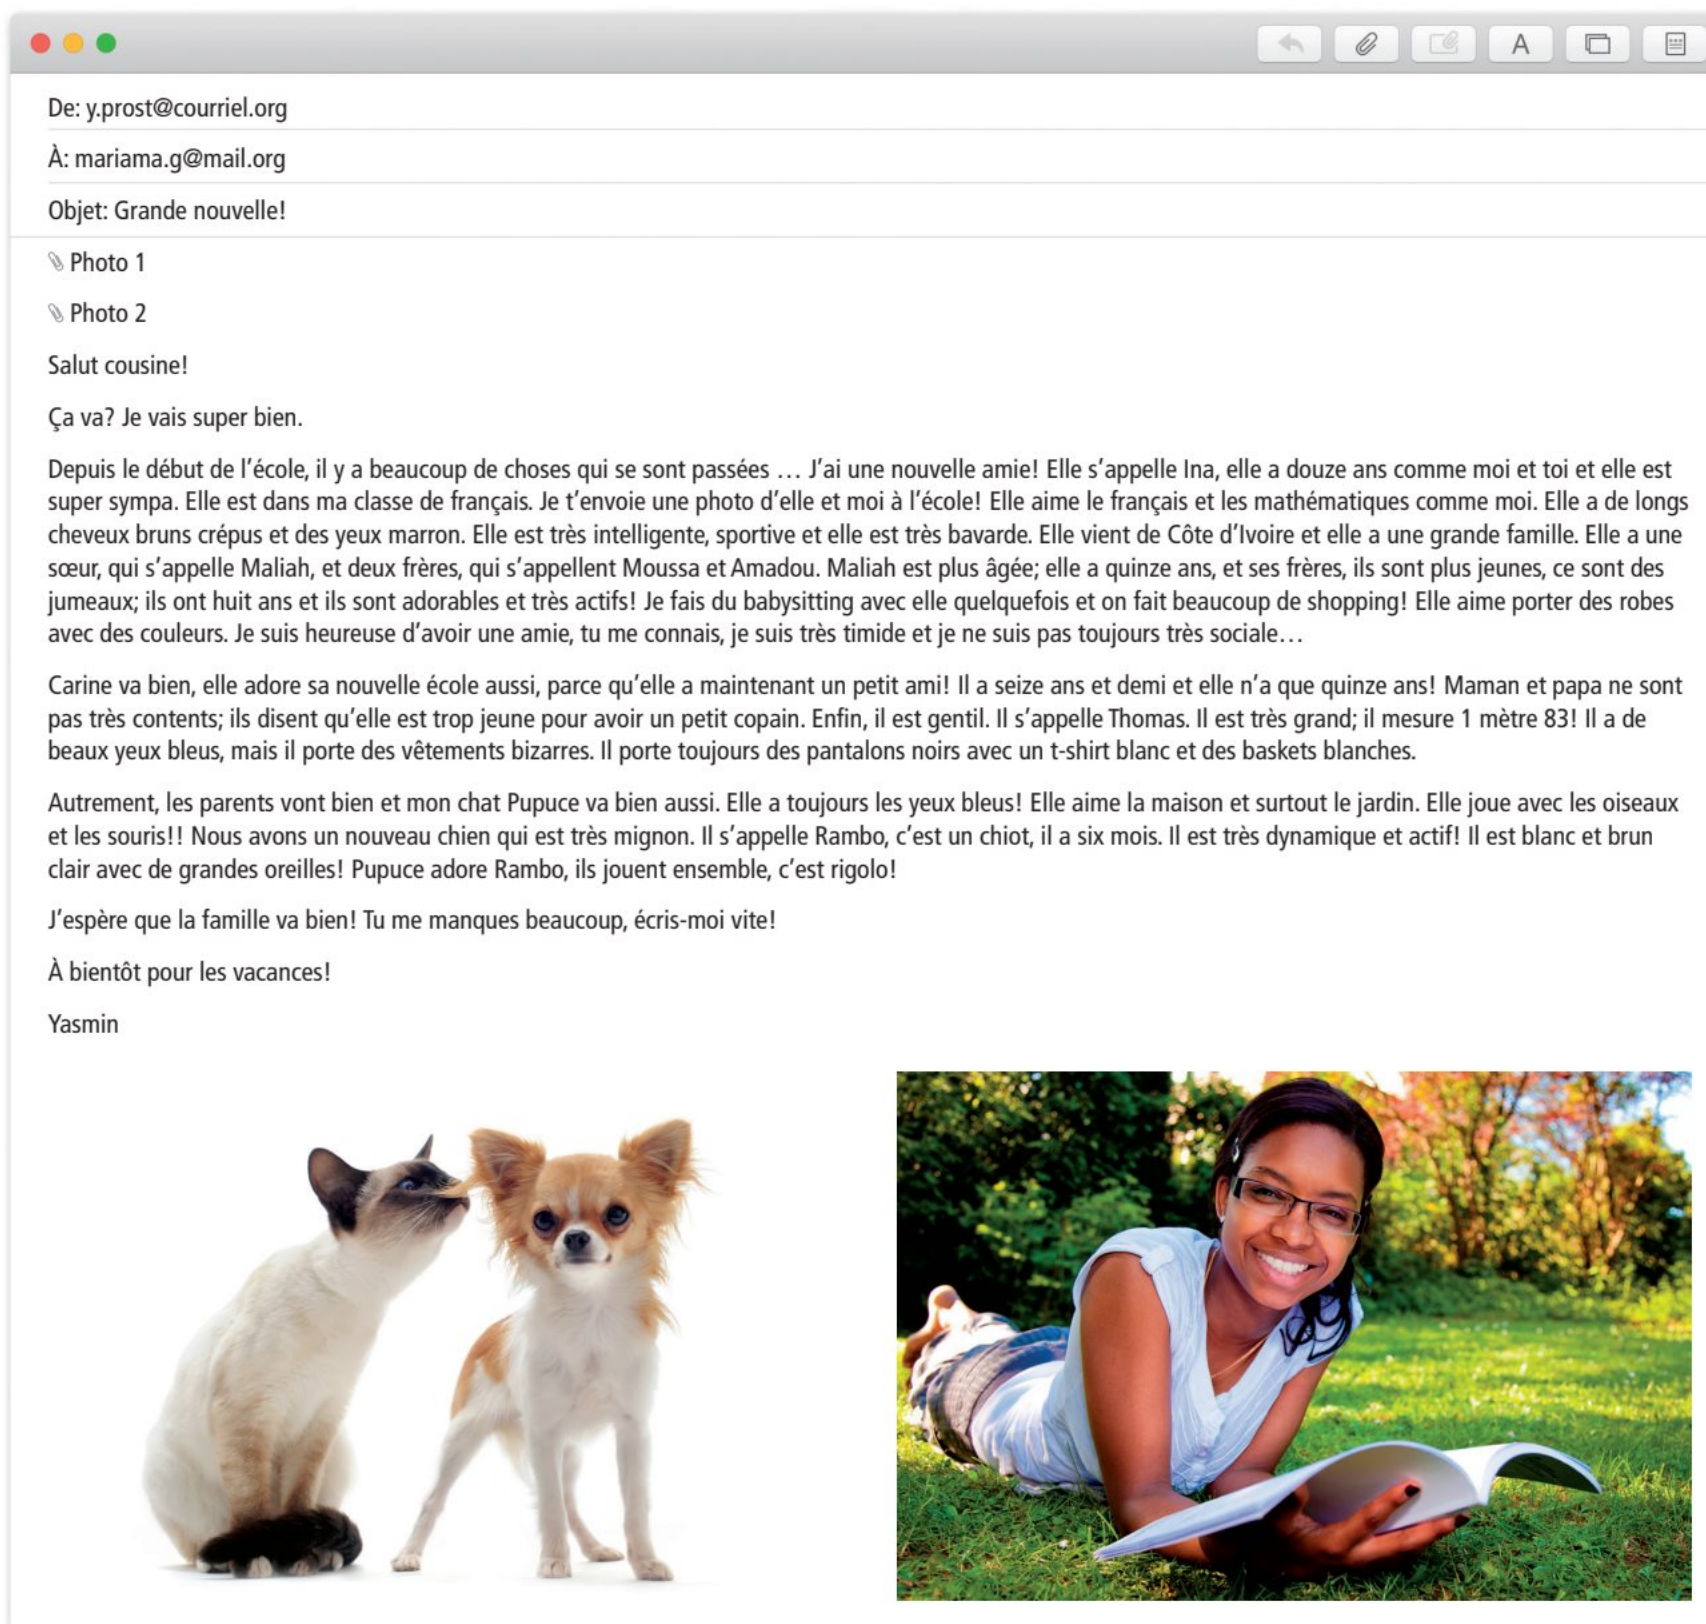 De: y.prost@courriel.org
À: mariama.g@mail.org
Objet: Grande nouvelle!
Photo 1
Photo 2
Salut cousine!
Ça va? Je vais super bien.
Depuis le début de l’école, il y a beaucoup de choses qui se sont passées … J’ai une nouvelle amie! Elle s’appelle Ina, elle a douze ans comme moi et toi et elle est
super sympa. Elle est dans ma classe de français. Je t’envoie une photo d’elle et moi à l’école! Elle aime le français et les mathématiques comme moi. Elle a de longs
cheveux bruns crépus et des yeux marron. Elle est très intelligente, sportive et elle est très bavarde. Elle vient de Côte d’Ivoire et elle a une grande famille. Elle a une
sœur, qui s’appelle Maliah, et deux frères, qui s’appellent Moussa et Amadou. Maliah est plus âgée; elle a quinze ans, et ses frères, ils sont plus jeunes, ce sont des
jumeaux; ils ont huit ans et ils sont adorables et très actifs! Je fais du babysitting avec elle quelquefois et on fait beaucoup de shopping! Elle aime porter des robes
avec des couleurs. Je suis heureuse d’avoir une amie, tu me connais, je suis très timide et je ne suis pas toujours très sociale…
Carine va bien, elle adore sa nouvelle école aussi, parce qu’elle a maintenant un petit ami! Il a seize ans et demi et elle n’a que quinze ans! Maman et papa ne sont
pas très contents; ils disent qu’elle est trop jeune pour avoir un petit copain. Enfin, il est gentil. Il s’appelle Thomas. Il est très grand; il mesure 1 mètre 83! Il a de
beaux yeux bleus, mais il porte des vêtements bizarres. Il porte toujours des pantalons noirs avec un t-shirt blanc et des baskets blanches.
Autrement, les parents vont bien et mon chat Pupuce va bien aussi. Elle a toujours les yeux bleus! Elle aime la maison et surtout le jardin. Elle joue avec les oiseaux
et les souris!! Nous avons un nouveau chien qui est très mignon. Il s’appelle Rambo, c’est un chiot, il a six mois. Il est très dynamique et actif! Il est blanc et brun
clair avec de grandes oreilles! Pupuce adore Rambo, ils jouent ensemble, c’est rigolo!
J’espère que la famille va bien! Tu me manques beaucoup, écris-moi vite!
À bientôt pour les vacances!
Yasmin